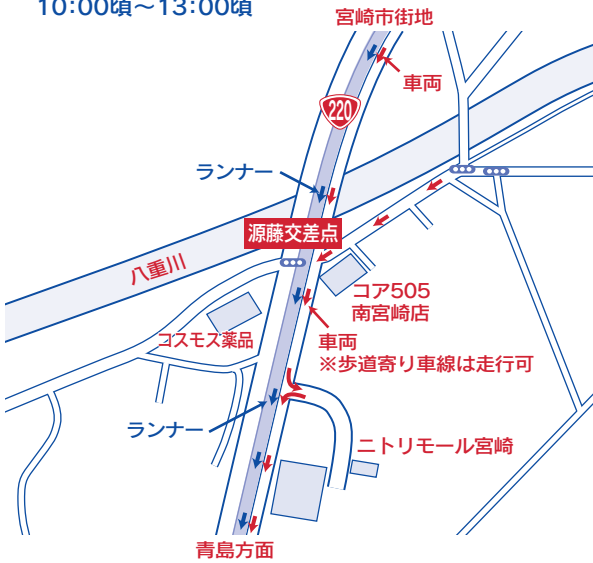 10:00頃～13:00頃
宮崎市街地
車両
220
ランナー
源藤交差点
八重川
コア505
南宮崎店
コスモス薬品
車両
※歩道寄り車線は走行可
ランナー
ニトリモール宮崎
青島方面